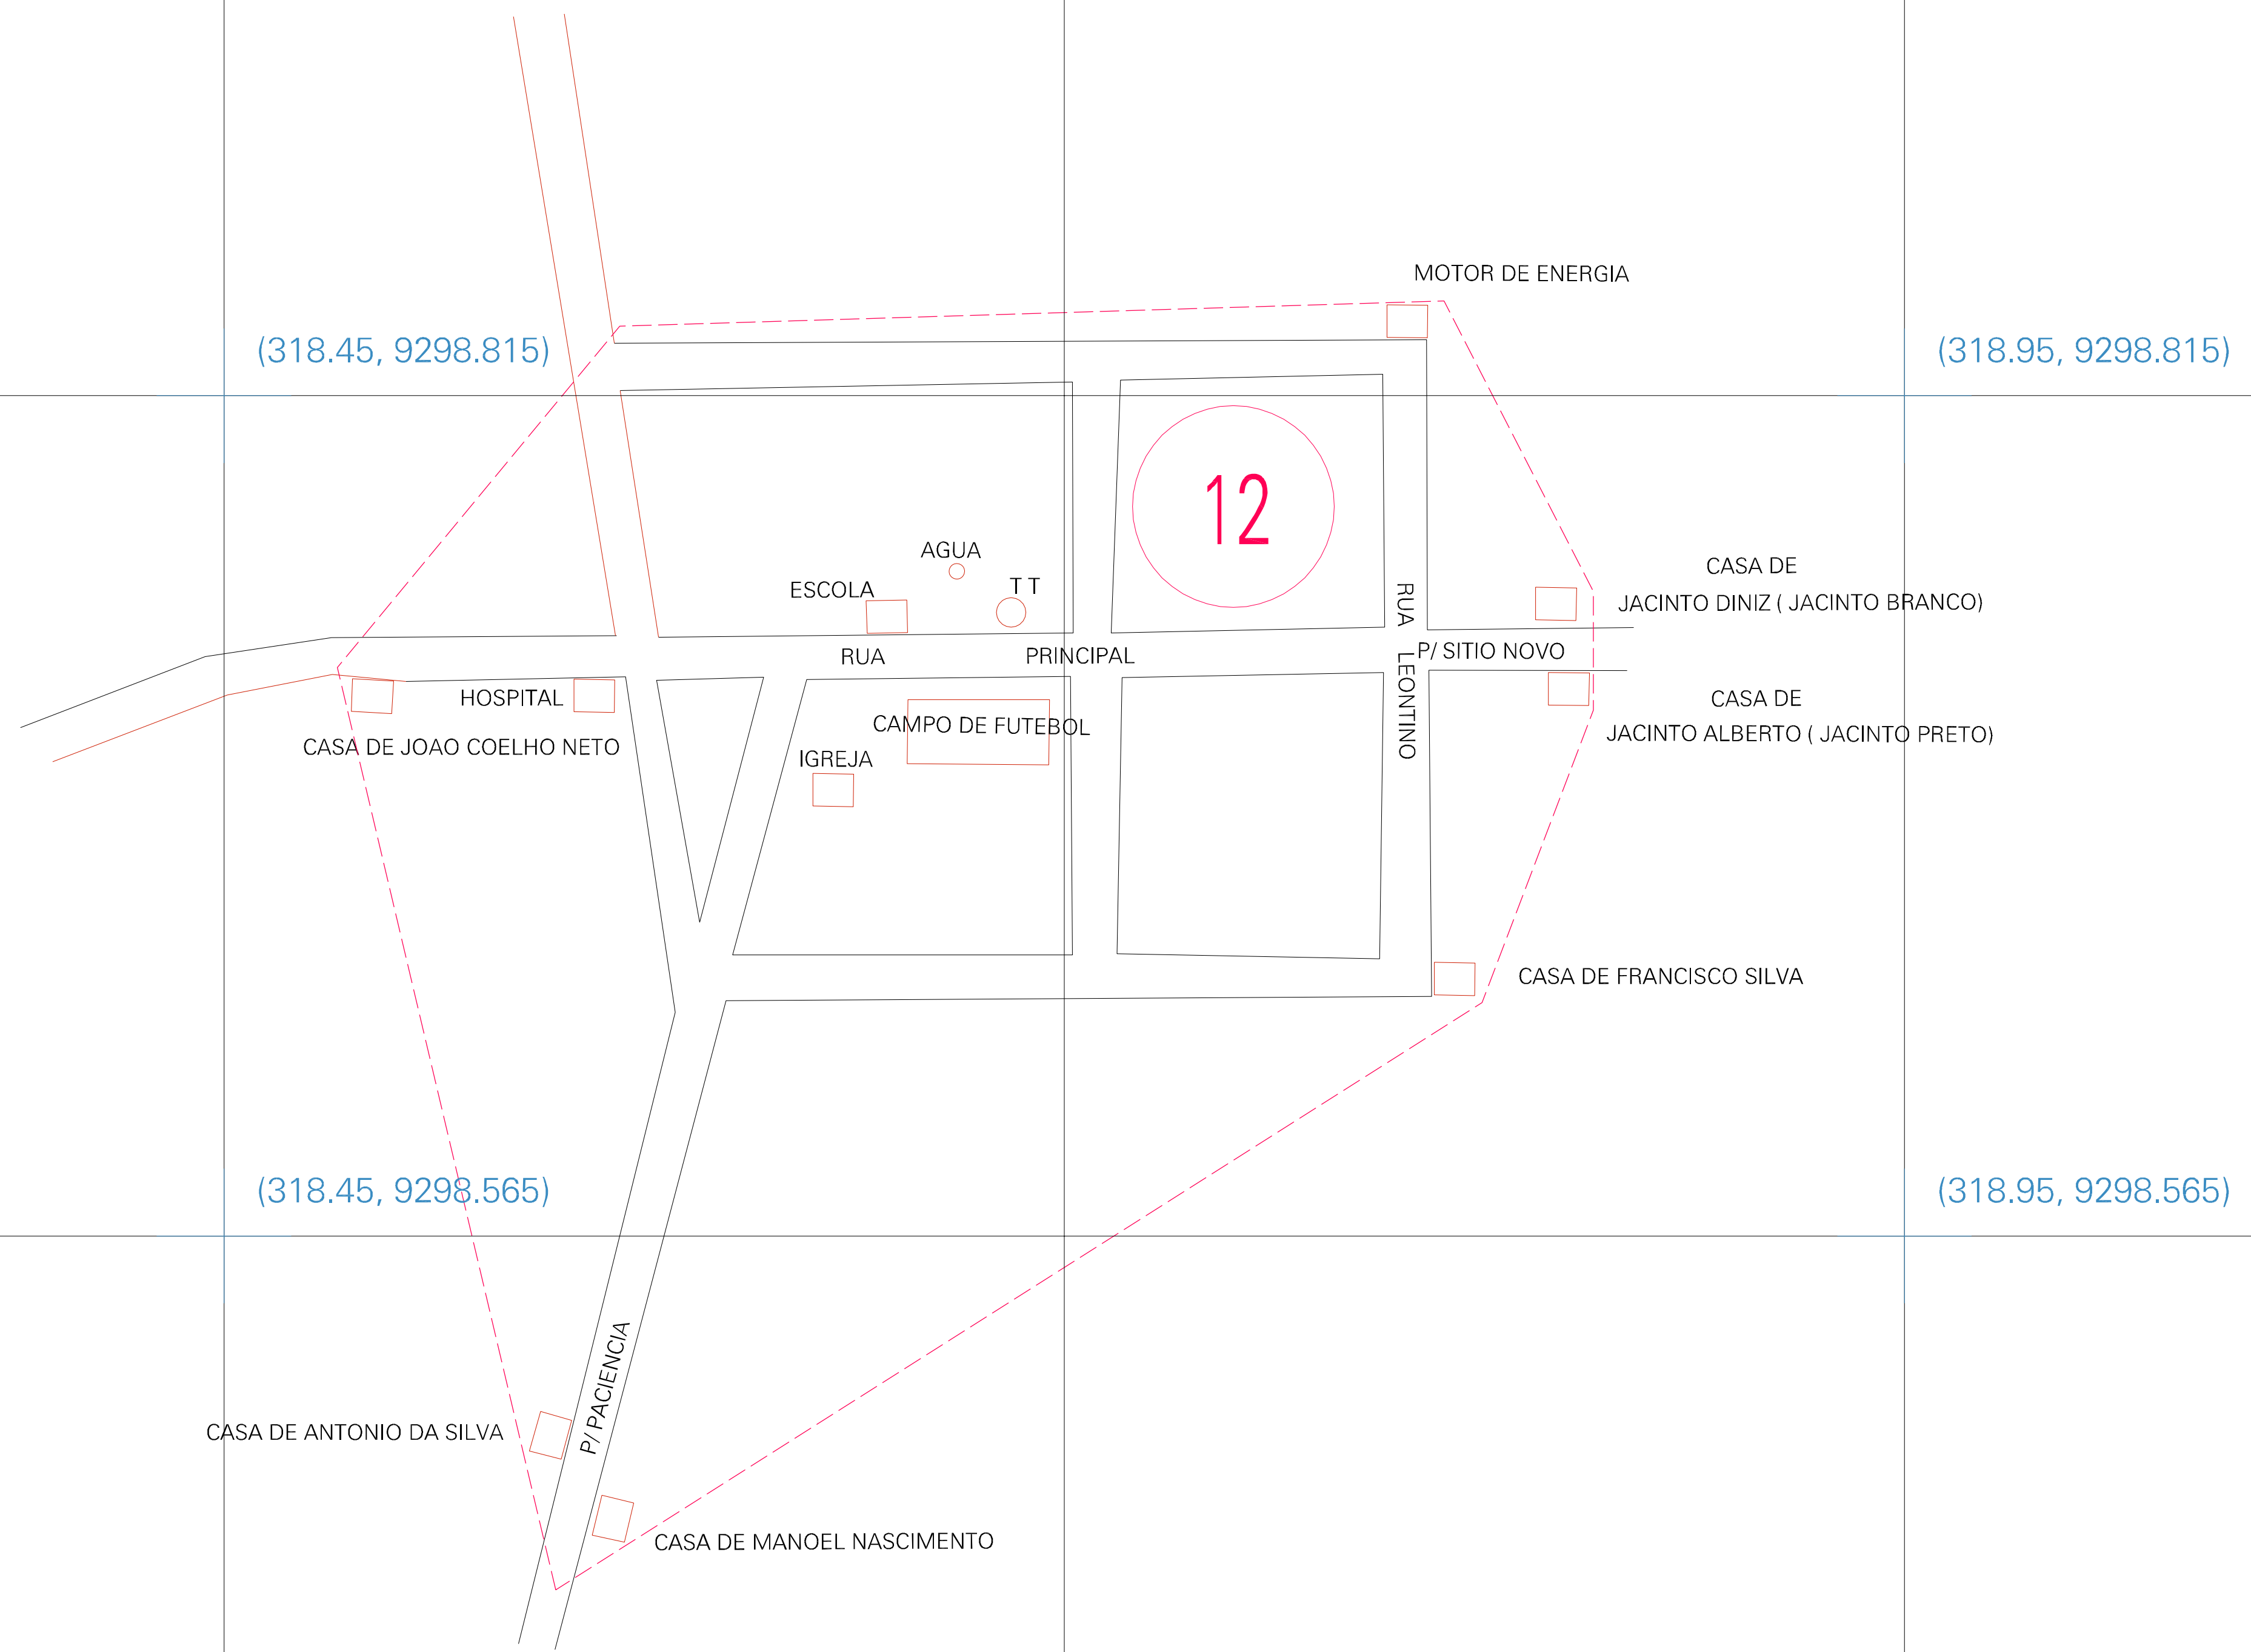 MOTOR DE ENERGIA
(318.45, 9298.815)
(318.95, 9298.815)
12
AGUA
T T
ESCOLA
CASA DE
JACINTO DINIZ ( JACINTO BRANCO)
RUA PRINCIPAL
RUA LEONTINO
P/ SITIO NOVO
HOSPITAL
CASA DE
JACINTO ALBERTO ( JACINTO PRETO)
CAMPO DE FUTEBOL
CASA DE JOAO COELHO NETO
IGREJA
CASA DE FRANCISCO SILVA
(318.45, 9298.565)
(318.95, 9298.565)
P/ PACIENCIA
CASA DE ANTONIO DA SILVA
CASA DE MANOEL NASCIMENTO